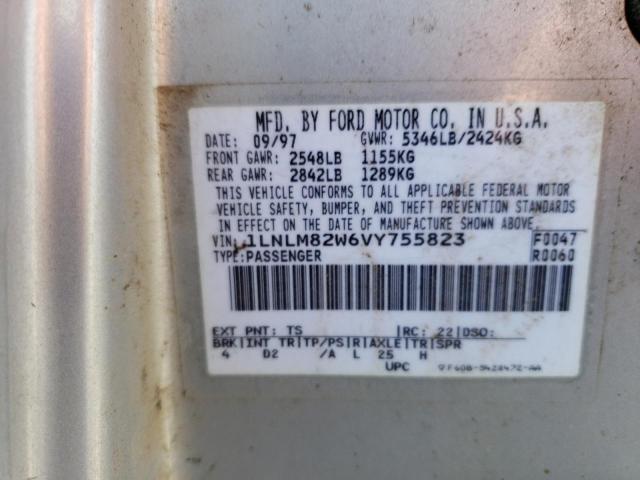 MFD. BY FORD MOTOR CO. IN U.S.A.
DATE: 09/97 GVWR: 5346LB/2424KG
FRONT GAWR: 2548LB 1155KG
REAR GAWR: 2842LB 1289KG
THIS VEHICLE CONFORMS TO ALL APPLICABLE FEDERAL MOTOR
VEHICLE SAFETY, BUMPER, AND THEFT PREVENTION STANDARDS
IN EFFECT ON THE DATE OF MANUFACTURE SHOWN ABOVE.
VIN: 1LNLM82W6VY755823 F0047
TYPE: PASSENGER R0060
EXT PNT: TS RC: 22 DSO:
BRK INT TR TP/PS R AXLE TR SPR
4 D2 /A L 25 H
UPC